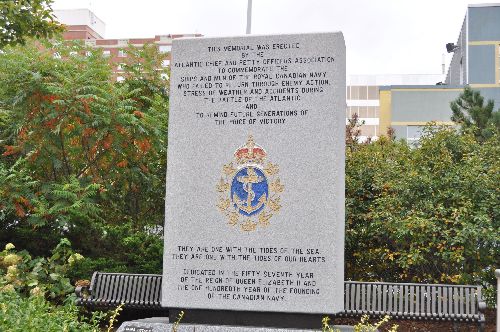 THIS MEMORIAL WAS ERECTED
BY THE
ATLANTIC CHIEF AND PETTY OFFICERS ASSOCIATION
TO COMMEMORATE THE
SHIPS AND MEN OF THE ROYAL CANADIAN NAVY
WHO FAILED TO RETURN THROUGH ENEMY ACTION,
STRESS OF WEATHER AND ACCIDENTS DURING
THE BATTLE OF THE ATLANTIC
AND
TO REMIND FUTURE GENERATIONS OF
THE PRICE OF VICTORY
THEY ARE ONE WITH THE TIDES OF THE SEA
THEY ARE ONE WITH THE TIDES OF OUR HEARTS
DEDICATED IN THE FIFTY SEVENTH YEAR
OF THE REIGN OF QUEEN ELIZABETH II AND
THE ONE HUNDREDTH YEAR OF THE FOUNDING
OF THE CANADIAN NAVY